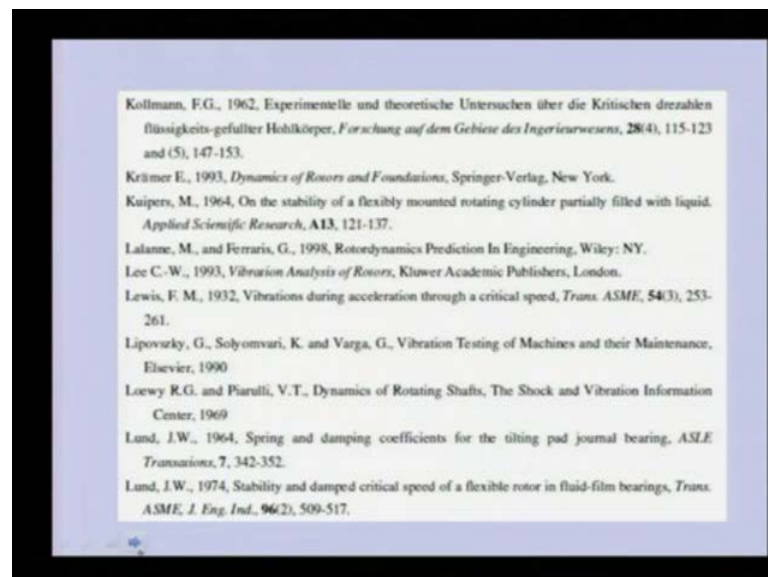 Kollmann, F.G., 1962, Experimentelle und theoretische Untersuchen über die Kritischen drezahlen
flüssigkeits-gefullter Hohlkörper, Forschung auf dem Gebiese des Ingerieurwesens, 28(4), 115-123
and (5), 147-153.
Krämer E., 1993, Dynamics of Rotors and Foundations, Springer-Verlag, New York.
Kuipers, M., 1964, On the stability of a flexibly mounted rotating cylinder partially filled with liquid.
Applied Scientific Research, A13, 121-137.
Lalanne, M., and Ferraris, G., 1998, Rotordynamics Prediction In Engineering, Wiley: NY.
Lee C.-W., 1993, Vibration Analysis of Rotors, Kluwer Academic Publishers, London.
Lewis, F. M., 1932, Vibrations during acceleration through a critical speed, Trans. ASME, 54(3), 253-
261.
Lipovszky, G., Solyomvari, K. and Varga, G., Vibration Testing of Machines and their Maintenance,
Elsevier, 1990
Loewy R.G. and Piarulli, V.T., Dynamics of Rotating Shafts, The Shock and Vibration Information
Center, 1969
Lund, J.W., 1964, Spring and damping coefficients for the tilting pad journal bearing, ASLE
Transations, 7, 342-352.
Lund, J.W., 1974, Stability and damped critical speed of a flexible rotor in fluid-film bearings, Trans.
ASME, J. Eng. Ind., 96(2), 509-517.